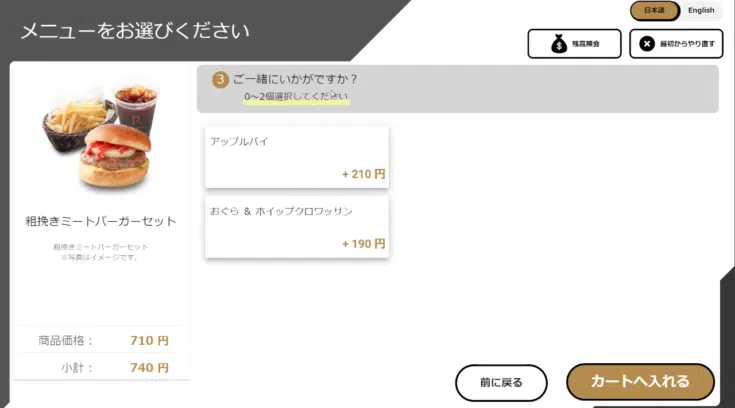 日本語
English
メニューをお選びください
残高照会
最初からやり直す
3 ご一緒にいかがですか？
0～2個選択してください
アップルパイ
+ 210 円
おぐら ＆ ホイップクロワッサン
+ 190 円
粗挽きミートバーガーセット
粗挽きミートバーガーセット
※写真はイメージです。
商品価格： 710 円
小計： 740 円
前に戻る
カートへ入れる